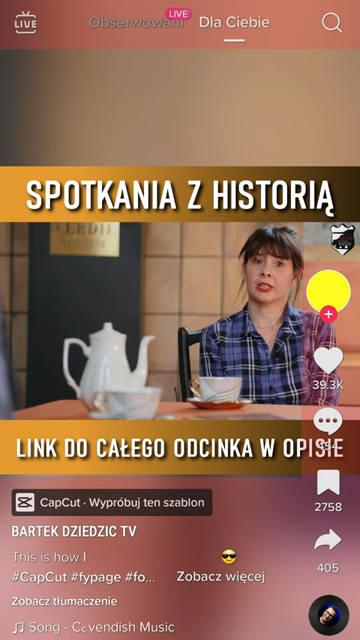 LIVE
Obserwowani
LIVE
Dla Ciebie
SPOTKANIA Z HISTORIĄ
VERDIE
39.3K
LINK DO CAŁEGO ODCINKA W OPISIE
2758
CapCut · Wypróbuj ten szablon
BARTEK DZIEDZIC TV
This is how I 😎
#CapCut #fypage #fo... Zobacz więcej
405
Zobacz tłumaczenie
Song - Cavendish Music